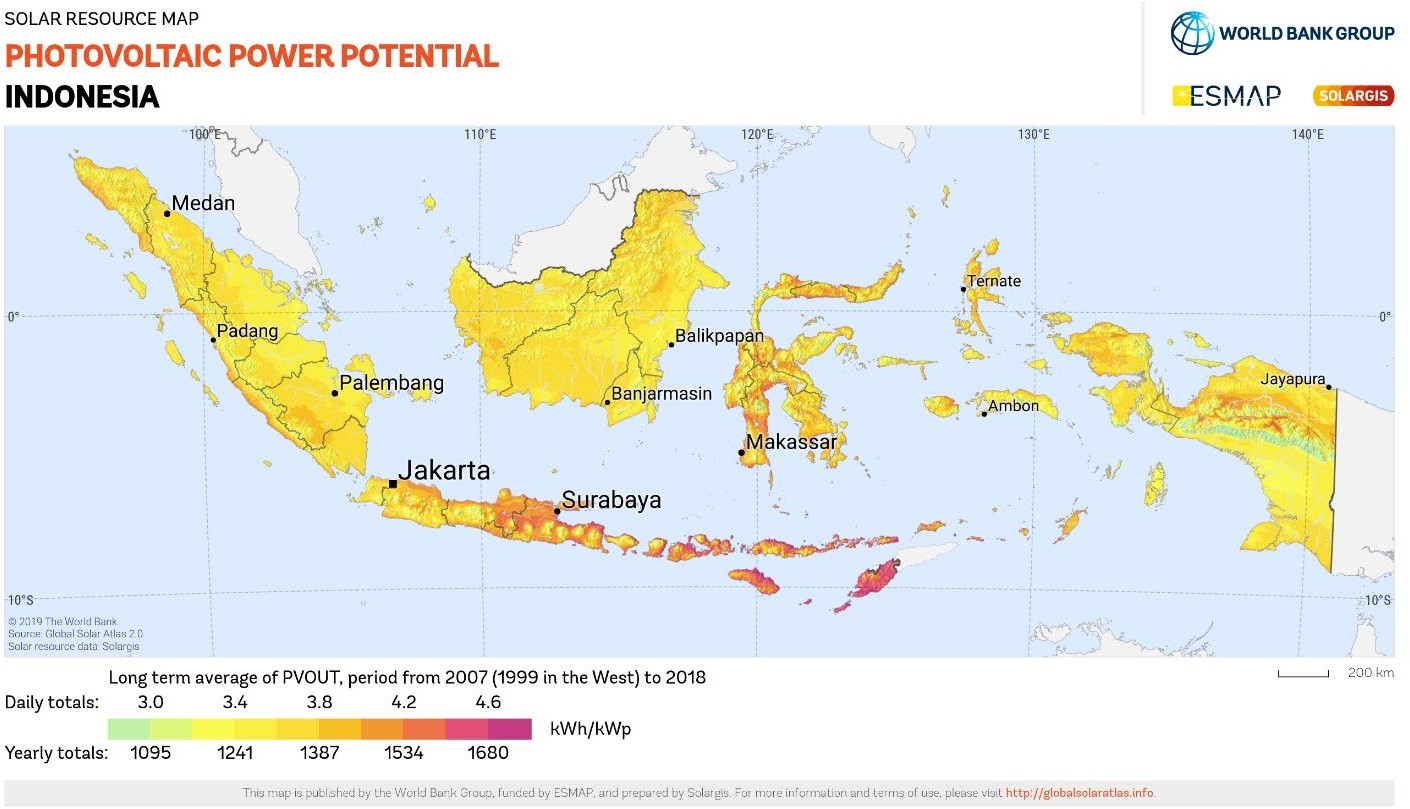 SOLAR RESOURCE MAP
PHOTOVOLTAIC POWER POTENTIAL
INDONESIA
WORLD BANK GROUP
ESMAP
SOLARGIS
100°E
110°E
120°E
130°E
140°E
Medan
Ternate
0°
0°
Padang
Balikpapan
Palembang
Banjarmasin
Jayapura
Ambon
Makassar
Jakarta
Surabaya
10°S
10°S
© 2019 The World Bank
Source: Global Solar Atlas 2.0
Solar resource data: Solargis
200 km
Long term average of PVOUT, period from 2007 (1999 in the West) to 2018
Daily totals: 3.0 3.4 3.8 4.2 4.6
kWh/kWp
Yearly totals: 1095 1241 1387 1534 1680
This map is published by the World Bank Group, funded by ESMAP, and prepared by Solargis. For more information and terms of use, please visit http://globalsolaratlas.info.